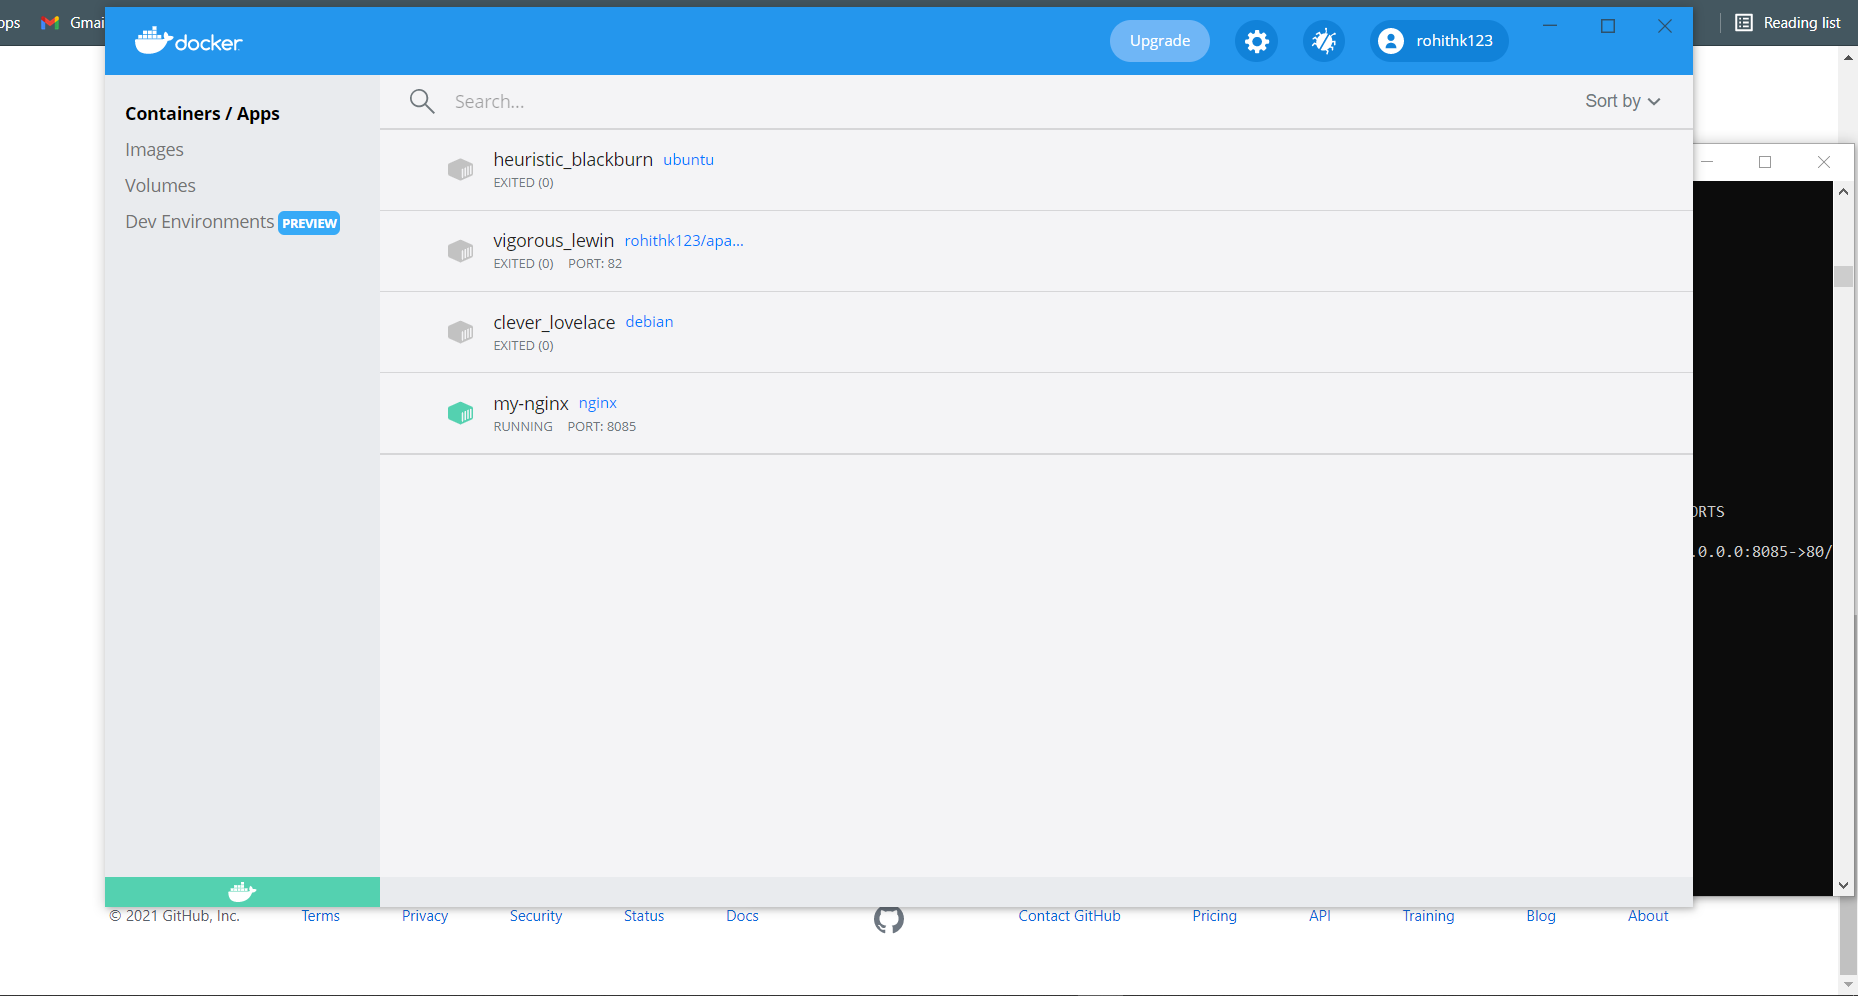 Gmai
Reading list
docker
Upgrade
rohithk123
Containers / Apps
Images
Volumes
Dev Environments PREVIEW
Search...
Sort by
heuristic_blackburn ubuntu
EXITED (0)
vigorous_lewin rohithk123/apa...
EXITED (0) PORT: 82
clever_lovelace debian
EXITED (0)
my-nginx nginx
RUNNING PORT: 8085
ORTS
.0.0.0:8085->80/
© 2021 GitHub, Inc. Terms Privacy Security Status Docs Contact GitHub Pricing API Training Blog About